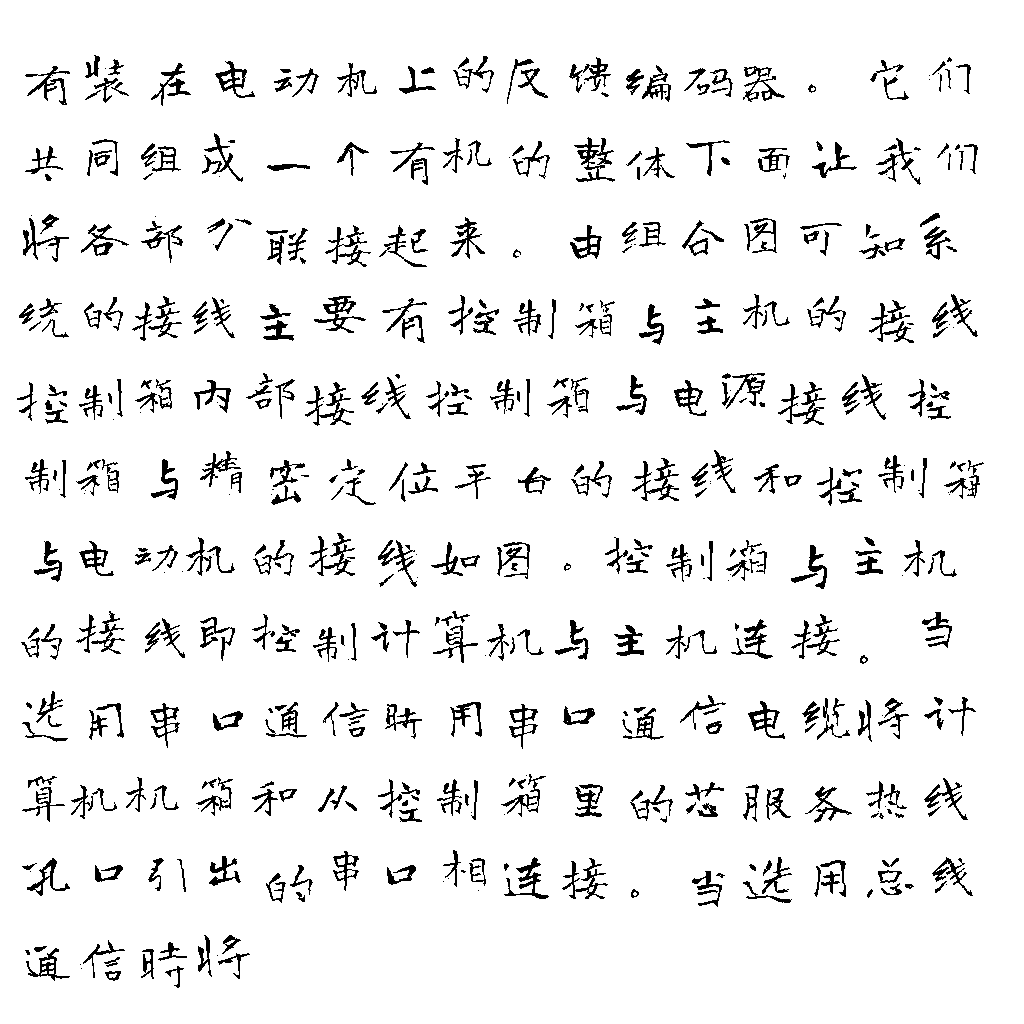 有装在电动机上的反馈编码器。它们
共同组成一个有机的整体下面让我们
将各部分联接起来。由组合图可知系
统的接线主要有控制箱与主机的接线
控制箱内部接线控制箱与电源接线控
制箱与精密定位平台的接线和控制箱
与电动机的接线如图。控制箱与主机
的接线即控制计算机与主机连接。当
选用串口通信时用串口通信电缆将计
算机机箱和从控制箱里的芯服务热线
孔口引出的串口相连接。当选用总线
通信時将